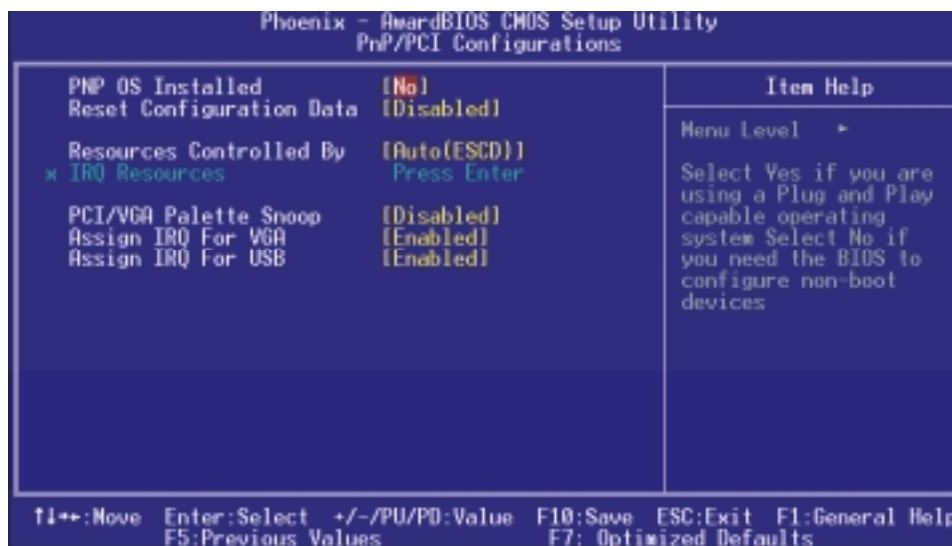 Phoenix - AwardBIOS CMOS Setup Utility
PnP/PCI Configurations
PNP OS Installed [No]
Reset Configuration Data [Disabled]
Resources Controlled By [Auto(ESCD)]
x IRQ Resources Press Enter
PCI/VGA Palette Snoop [Disabled]
Assign IRQ For VGA [Enabled]
Assign IRQ For USB [Enabled]
Item Help
Menu Level ►
Select Yes if you are
using a Plug and Play
capable operating
system Select No if
you need the BIOS to
configure non-boot
devices
↑↓→←:Move Enter:Select +/-/PU/PD:Value F10:Save ESC:Exit F1:General Help
F5:Previous Values F7: Optimized Defaults